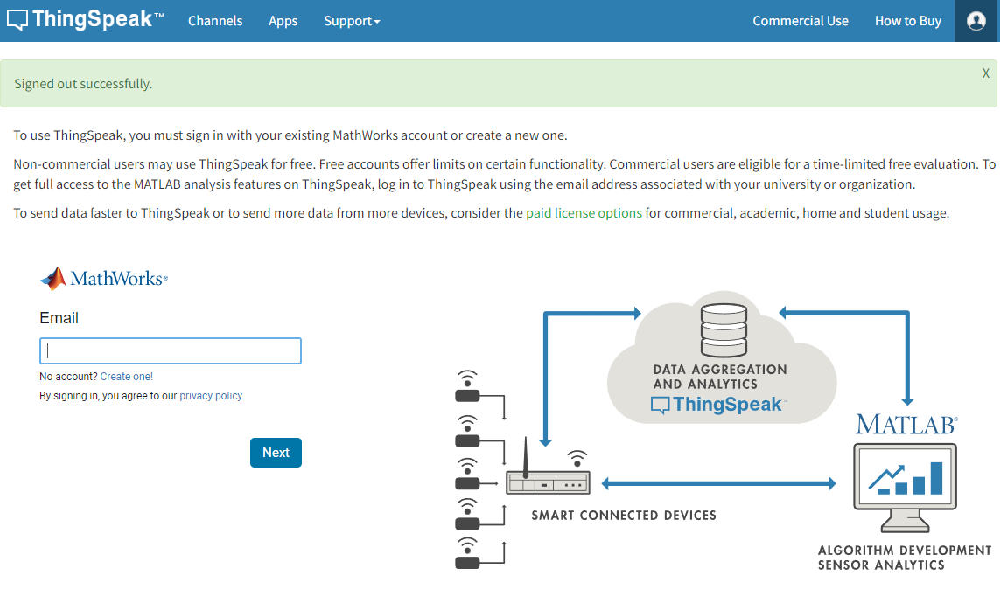 ThingSpeak™ Channels Apps Support Commercial Use How to Buy
Signed out successfully. X
To use ThingSpeak, you must sign in with your existing MathWorks account or create a new one.
Non-commercial users may use ThingSpeak for free. Free accounts offer limits on certain functionality. Commercial users are eligible for a time-limited free evaluation. To
get full access to the MATLAB analysis features on ThingSpeak, log in to ThingSpeak using the email address associated with your university or organization.
To send data faster to ThingSpeak or to send more data from more devices, consider the paid license options for commercial, academic, home and student usage.
MathWorks®
Email
No account? Create one!
By signing in, you agree to our privacy policy.
Next
DATA AGGREGATION
AND ANALYTICS
ThingSpeak™
MATLAB®
SMART CONNECTED DEVICES
ALGORITHM DEVELOPMENT
SENSOR ANALYTICS